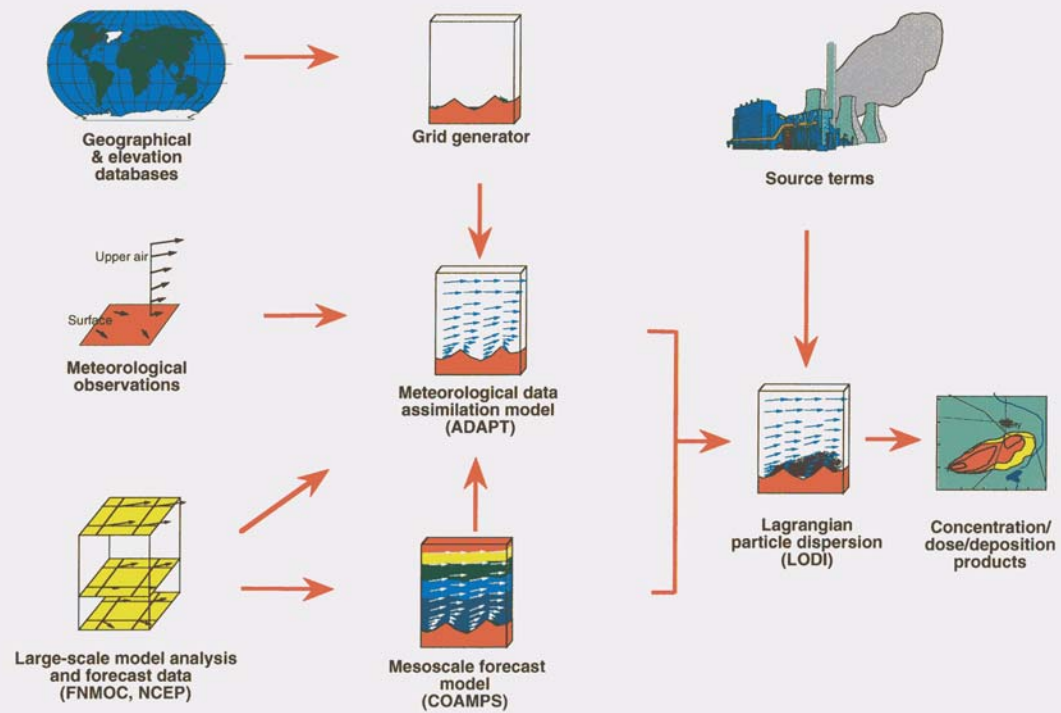 Geographical
& elevation
databases
Grid generator
Source terms
Upper air
Surface
Meteorological
observations
Meteorological data
assimilation model
(ADAPT)
Large-scale model analysis
and forecast data
(FNMOC, NCEP)
Mesoscale forecast
model
(COAMPS)
Lagrangian
particle dispersion
(LODI)
Concentration/
dose/deposition
products